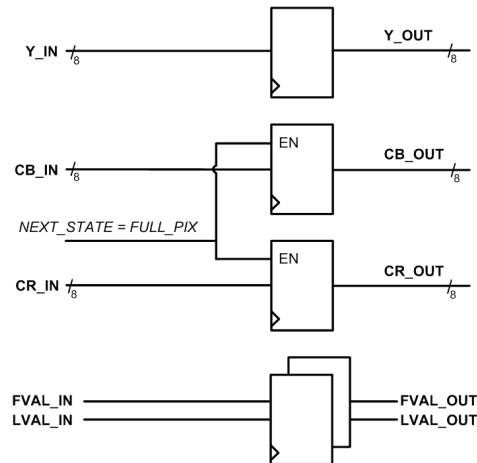 Y_IN
8
Y_OUT
8
EN
CB_IN
8
CB_OUT
8
NEXT_STATE = FULL_PIX
EN
CR_IN
8
CR_OUT
8
FVAL_IN
FVAL_OUT
LVAL_IN
LVAL_OUT